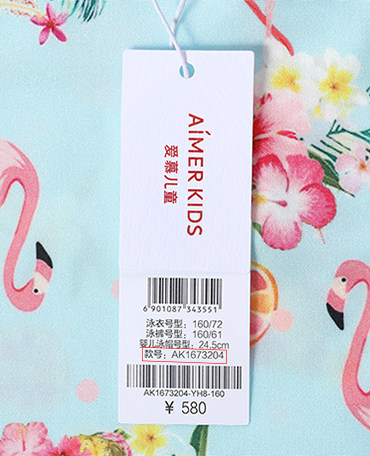 AÍMER KIDS
爱慕儿童
6 901087 343551
泳衣号型：160/72
泳裤号型：160/61
婴儿泳帽号型：24.5cm
款号：AK1673204
AK1673204-YH8-160
¥ 580